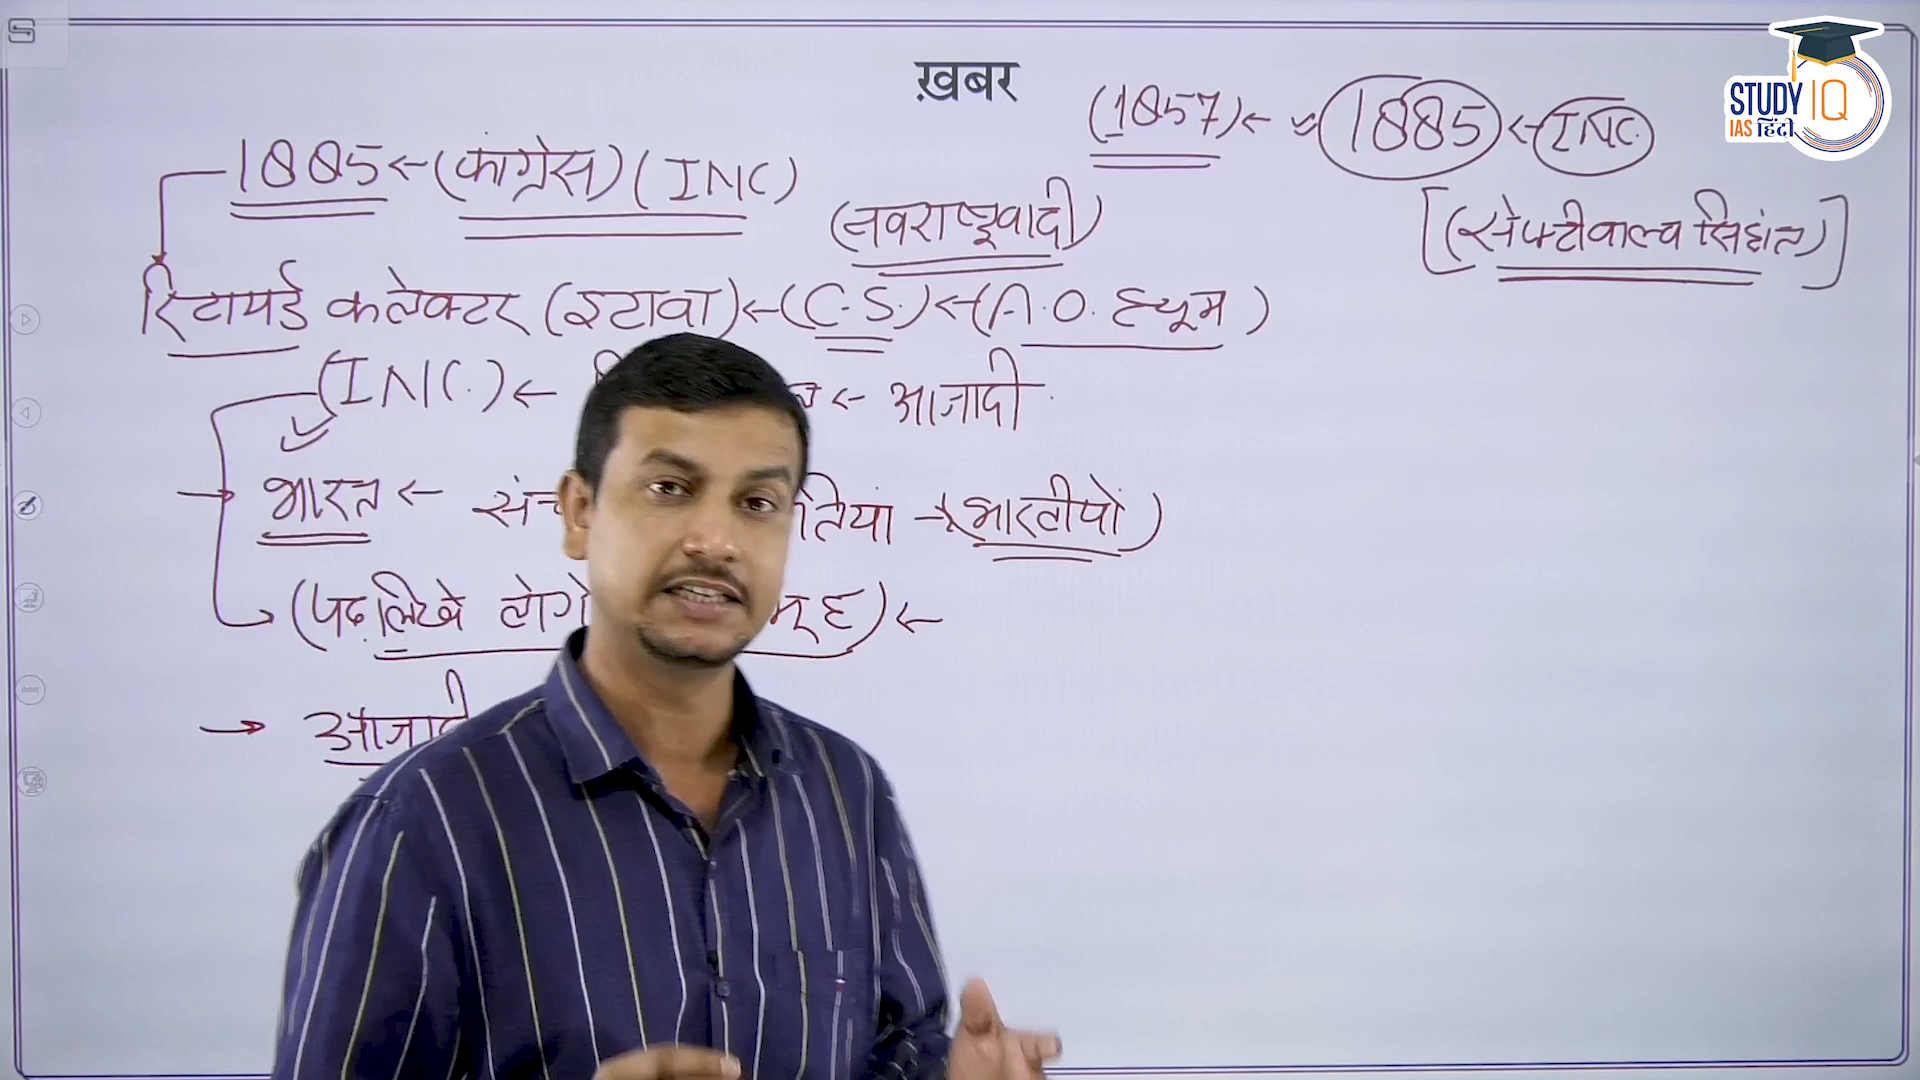 ख़बर
STUDY IQ
IAS हिंदी
(1857) ← 1885 ← INC.
1885 ← (कांग्रेस) (INC)
(नवराष्ट्रवादी)
[(सेफ्टीवाल्व सिद्धांत)]
रिटायर्ड कलेक्टर (इटावा) ← (C.S.) ← (A.O. ह्यूम)
(INC.) ← ← आजादी
भारत ← → (भारतीयों)
(पढ़ लिखे ←
→ आजादी